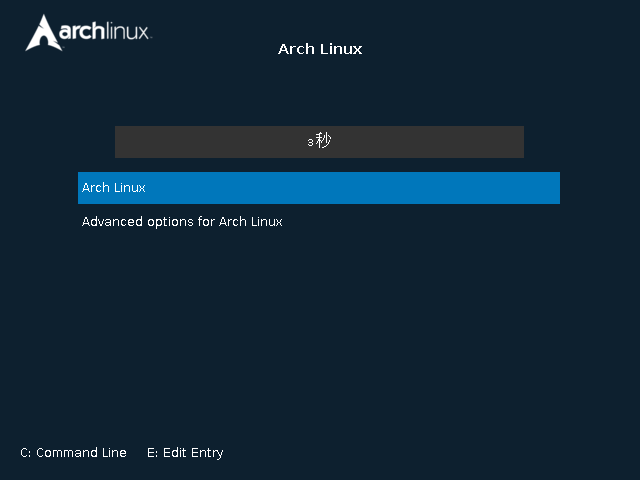 archlinux
Arch Linux
3秒
Arch Linux
Advanced options for Arch Linux
C: Command Line E: Edit Entry